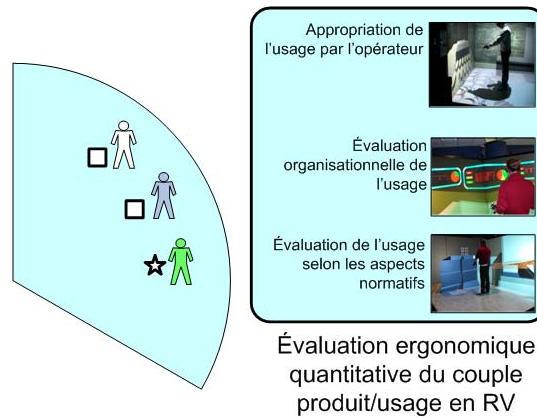 Appropriation de
l'usage par l'opérateur
Évaluation
organisationnelle de
l'usage
Évaluation de l'usage
selon les aspects
normatifs
Évaluation ergonomique
quantitative du couple
produit/usage en RV